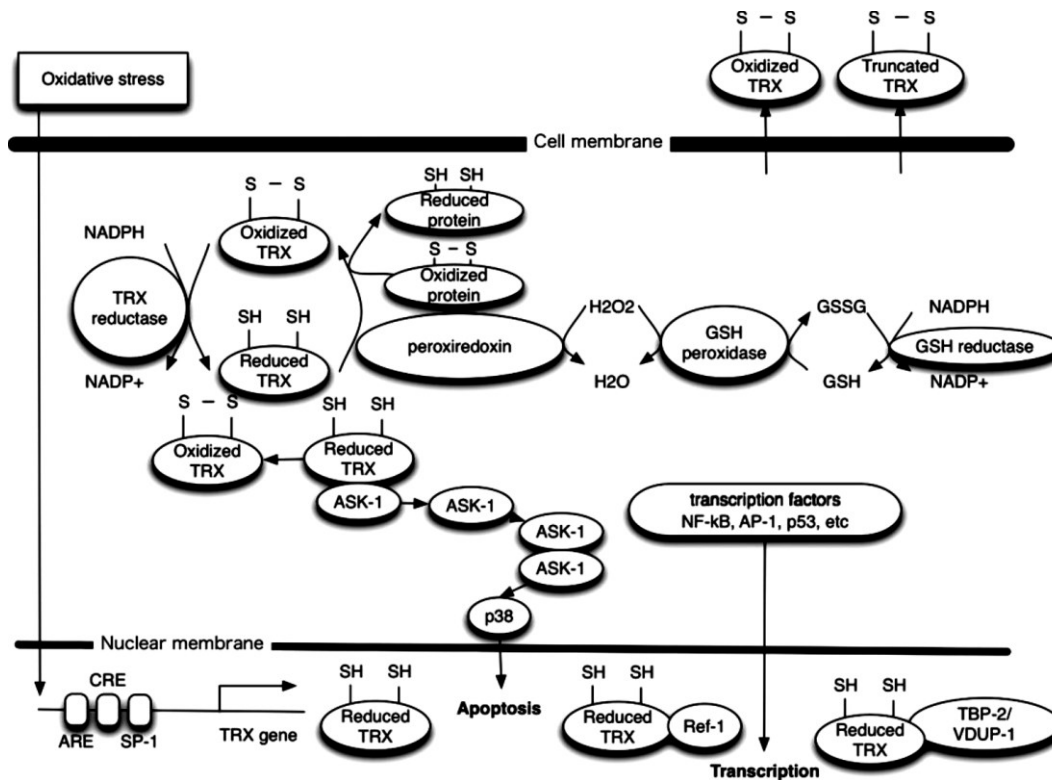 S – S
S – S
Oxidative stress
Oxidized
TRX
Truncated
TRX
Cell membrane
S – S
SH SH
Reduced
protein
NADPH
Oxidized
TRX
S – S
Oxidized
protein
TRX
reductase
SH SH
Reduced
TRX
peroxiredoxin
H2O2
H2O
GSH
peroxidase
GSSG
GSH
NADPH
GSH reductase
NADP+
NADP+
S – S
Oxidized
TRX
SH SH
Reduced
TRX
ASK-1
ASK-1
ASK-1
ASK-1
p38
transcription factors
NF-kB, AP-1, p53, etc
Nuclear membrane
CRE
ARE
SP-1
TRX gene
SH SH
Reduced
TRX
Apoptosis
SH SH
Reduced
TRX
Ref-1
Transcription
SH SH
Reduced
TRX
TBP-2/
VDUP-1